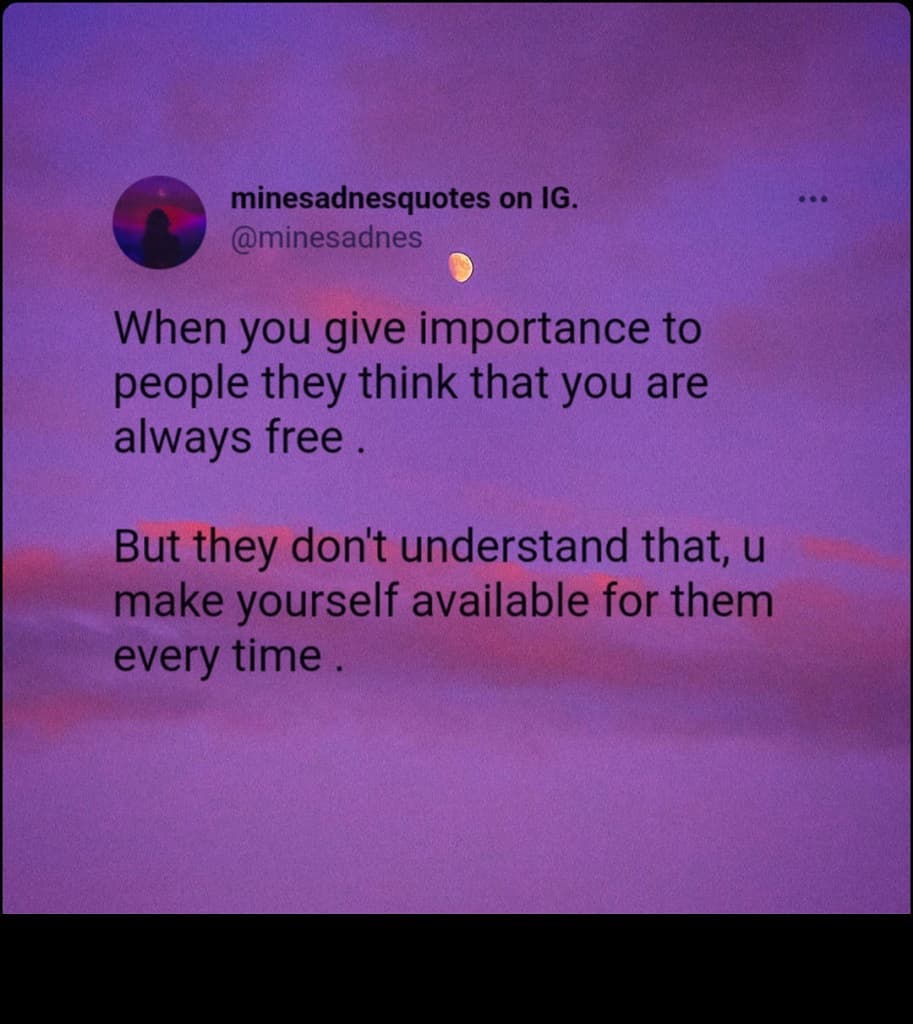 minesadnesquotes on IG.
@minesadnes
When you give importance to
people they think that you are
always free .
But they don't understand that, u
make yourself available for them
every time .